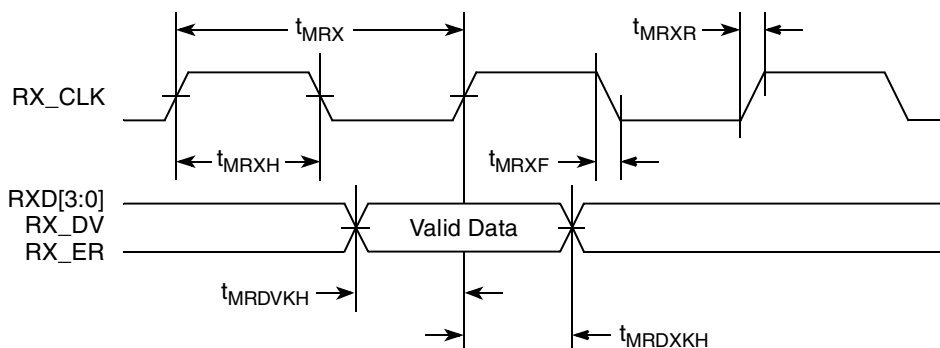 tMRX
tMRXR
RX_CLK
tMRXH
tMRXF
RXD[3:0]
RX_DV
Valid Data
RX_ER
tMRDVKH
tMRDXKH